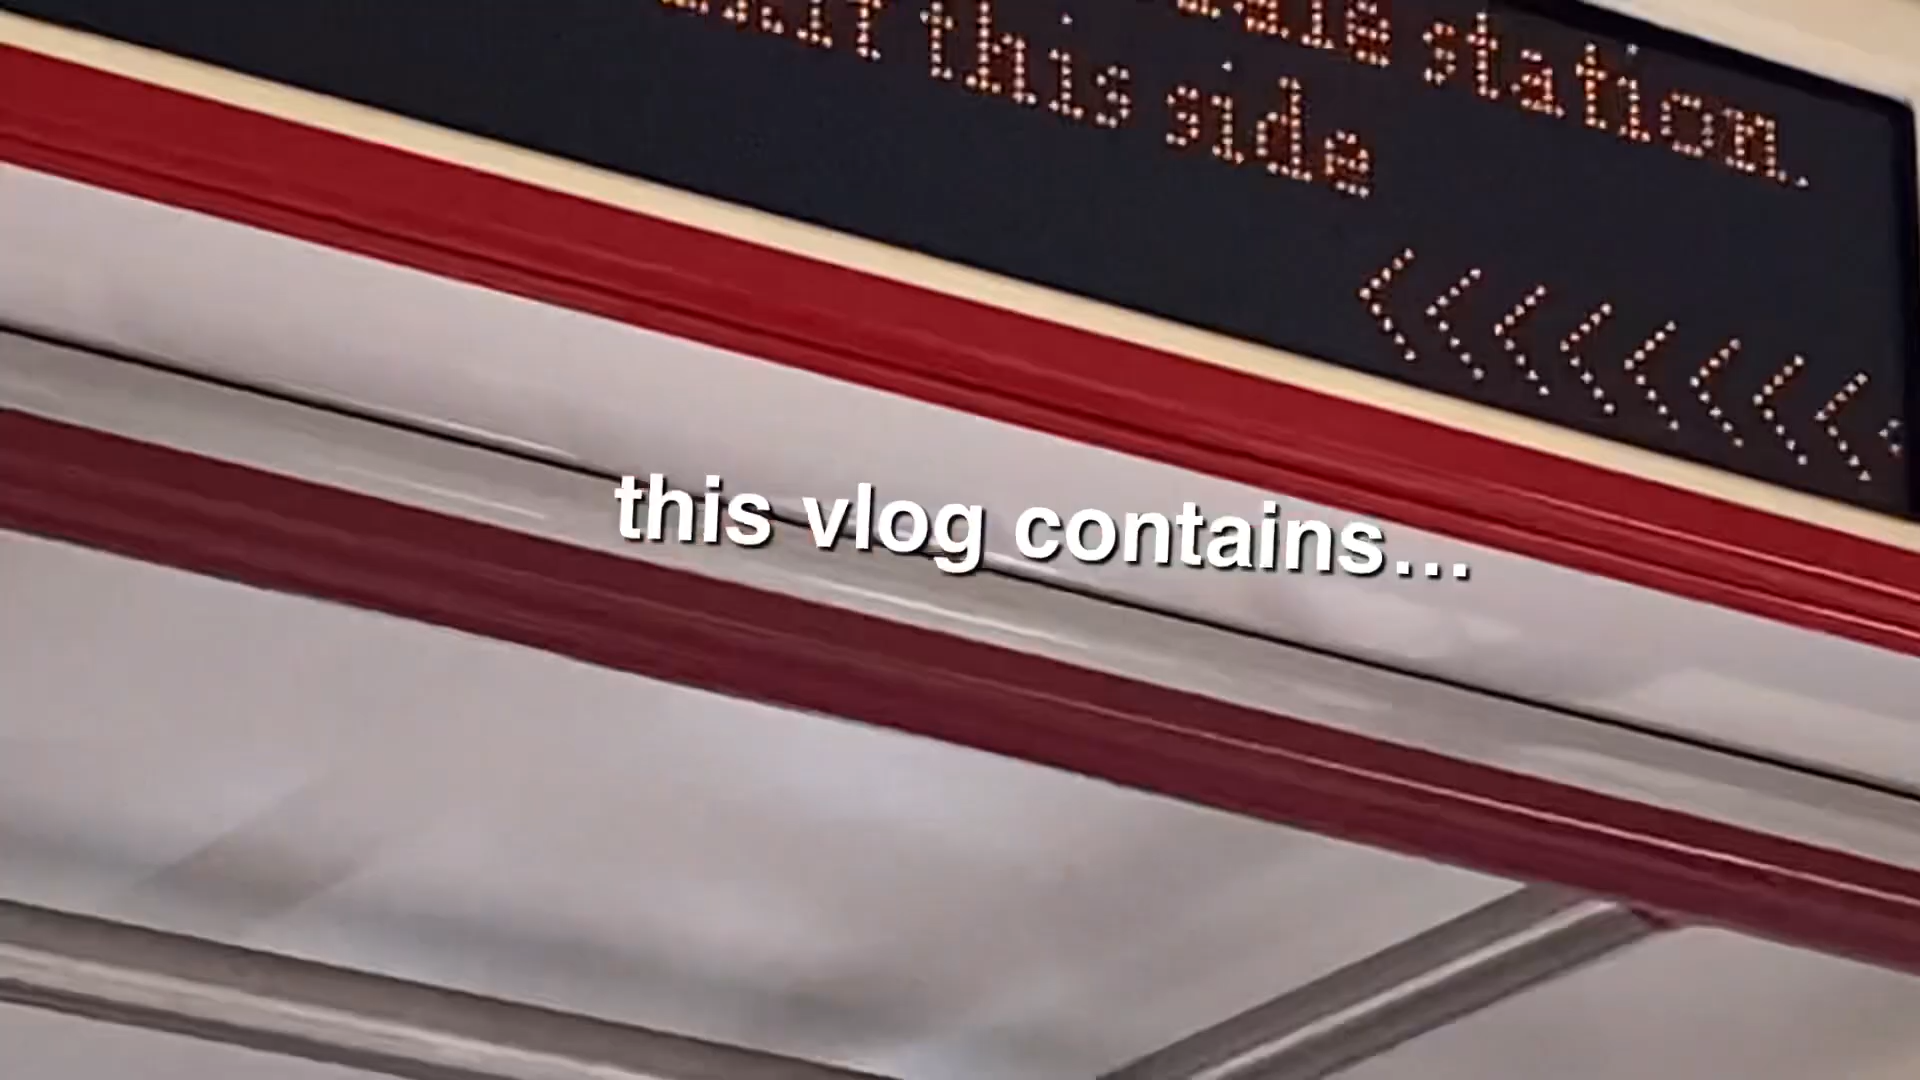 station.
this side
<<<<<<<<
this vlog contains...